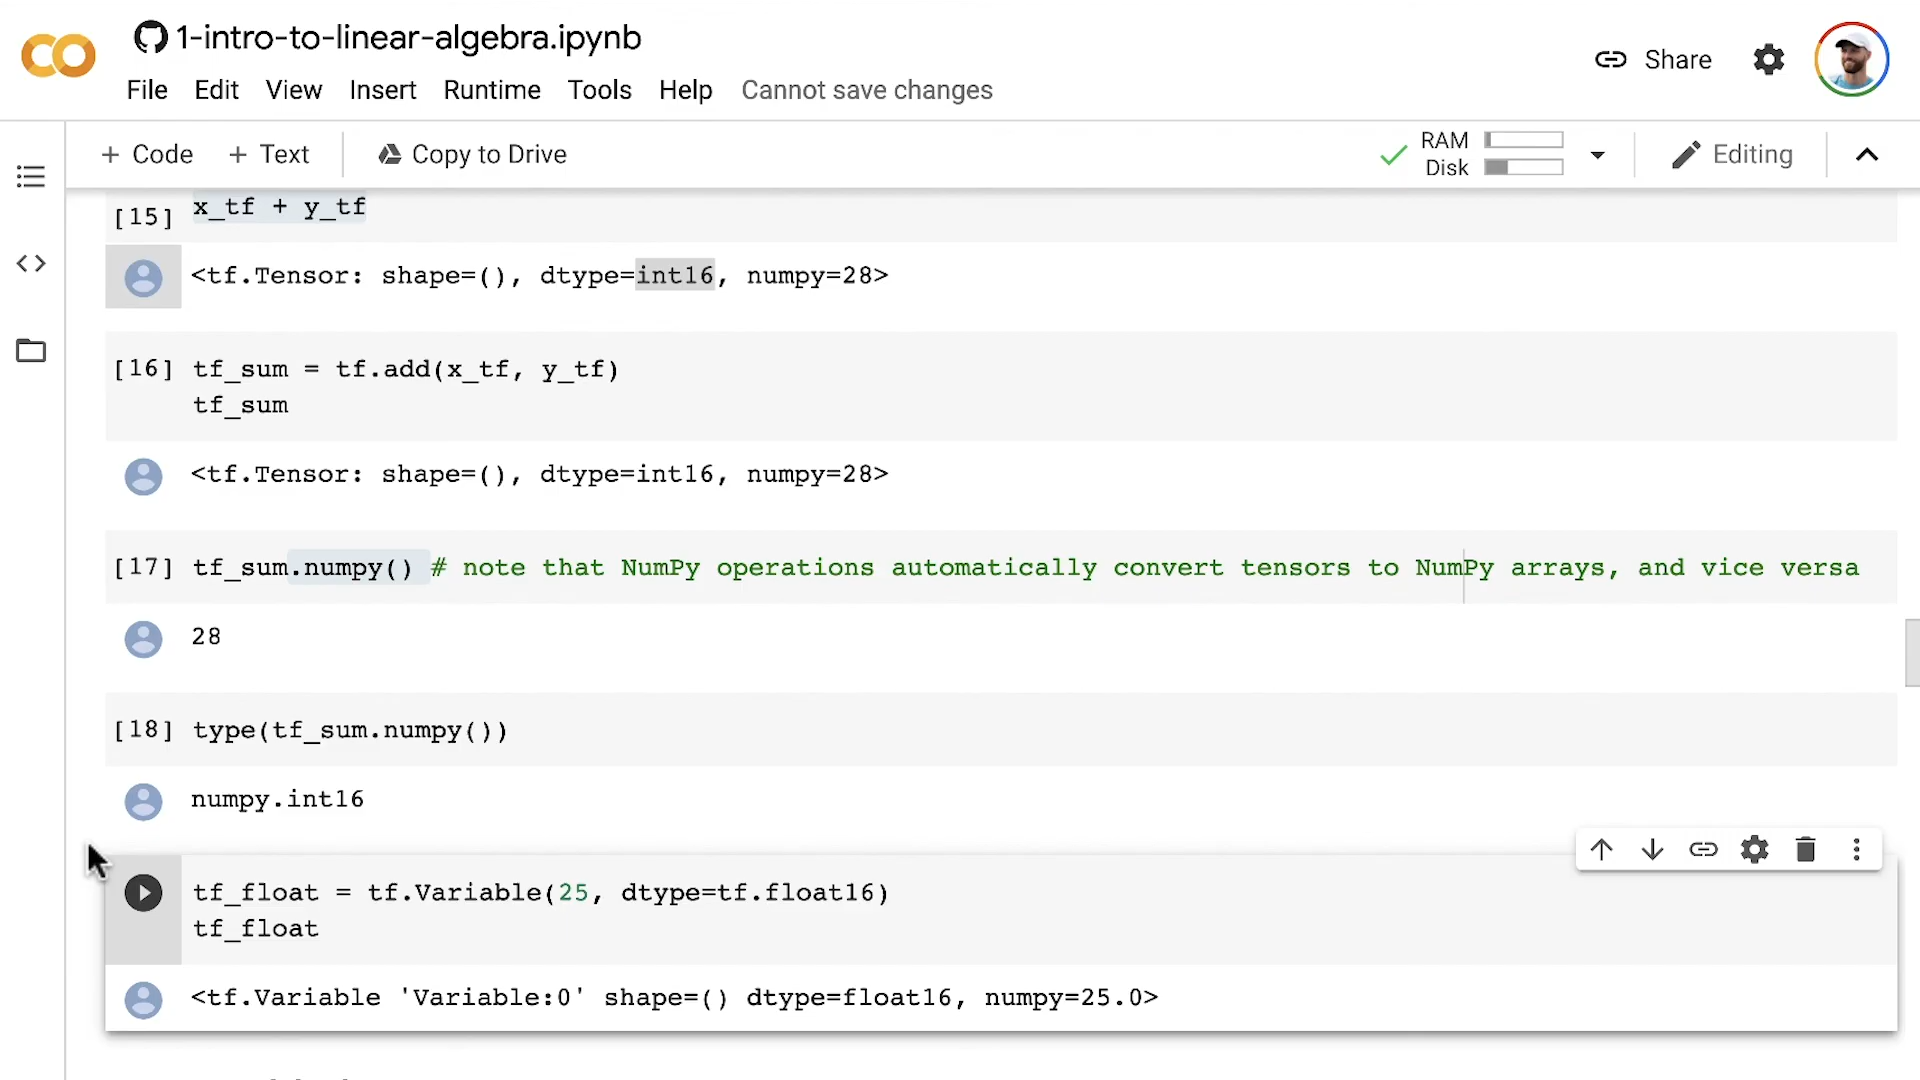 1-intro-to-linear-algebra.ipynb
File Edit View Insert Runtime Tools Help Cannot save changes
Share
+ Code + Text Copy to Drive
RAM
Disk
Editing
[15] x_tf + y_tf
<tf.Tensor: shape=(), dtype=int16, numpy=28>
[16] tf_sum = tf.add(x_tf, y_tf)
tf_sum
<tf.Tensor: shape=(), dtype=int16, numpy=28>
[17] tf_sum.numpy() # note that NumPy operations automatically convert tensors to NumPy arrays, and vice versa
28
[18] type(tf_sum.numpy())
numpy.int16
tf_float = tf.Variable(25, dtype=tf.float16)
tf_float
<tf.Variable 'Variable:0' shape=() dtype=float16, numpy=25.0>